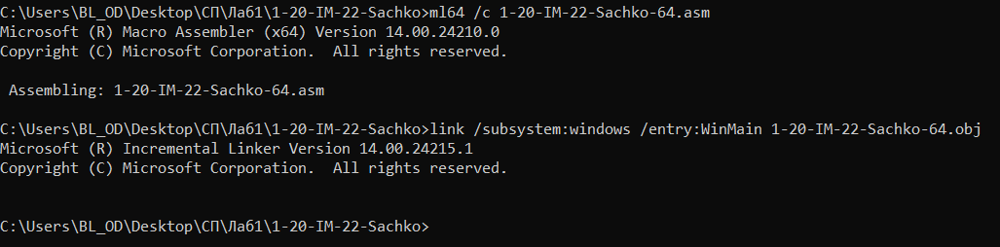 C:\Users\BL_OD\Desktop\СП\Лаб1\1-20-IM-22-Sachko>ml64 /c 1-20-IM-22-Sachko-64.asm
Microsoft (R) Macro Assembler (x64) Version 14.00.24210.0
Copyright (C) Microsoft Corporation.  All rights reserved.
 Assembling: 1-20-IM-22-Sachko-64.asm
C:\Users\BL_OD\Desktop\СП\Лаб1\1-20-IM-22-Sachko>link /subsystem:windows /entry:WinMain 1-20-IM-22-Sachko-64.obj
Microsoft (R) Incremental Linker Version 14.00.24215.1
Copyright (C) Microsoft Corporation.  All rights reserved.
C:\Users\BL_OD\Desktop\СП\Лаб1\1-20-IM-22-Sachko>